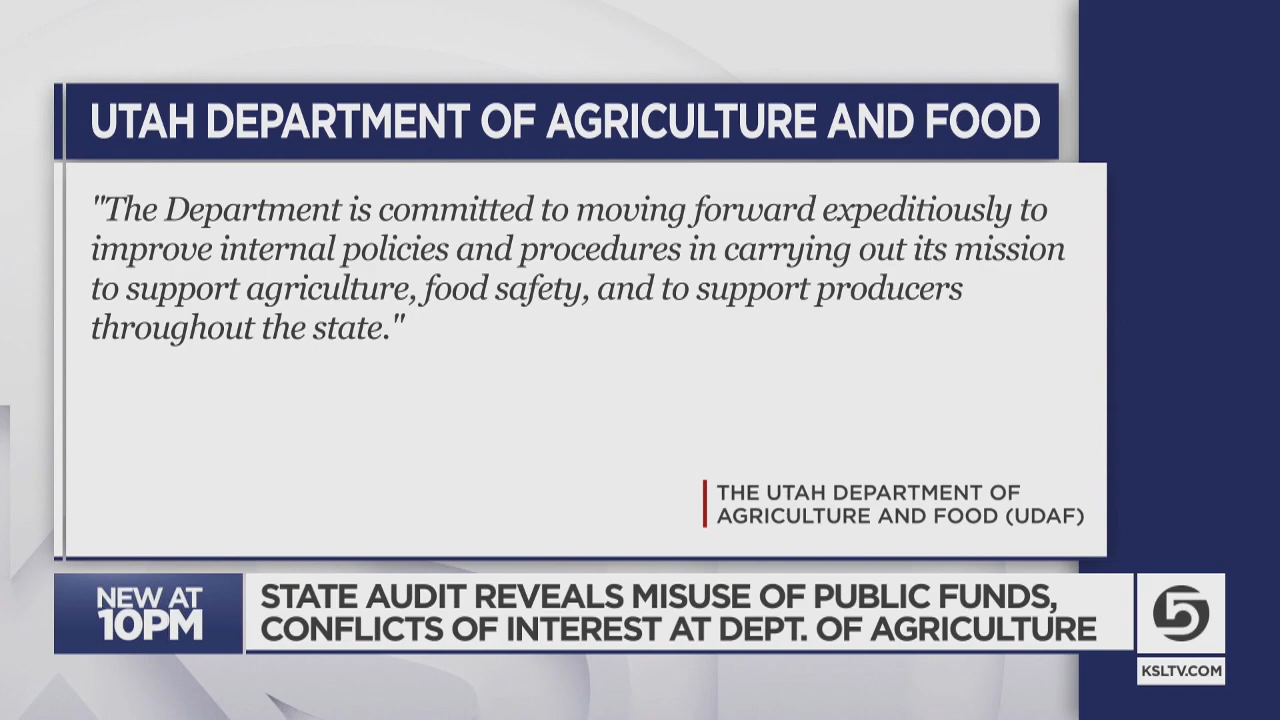 UTAH DEPARTMENT OF AGRICULTURE AND FOOD
"The Department is committed to moving forward expeditiously to
improve internal policies and procedures in carrying out its mission
to support agriculture, food safety, and to support producers
throughout the state."
THE UTAH DEPARTMENT OF
AGRICULTURE AND FOOD (UDAF)
NEW AT
10PM
STATE AUDIT REVEALS MISUSE OF PUBLIC FUNDS,
CONFLICTS OF INTEREST AT DEPT. OF AGRICULTURE
5
KSLTV.COM